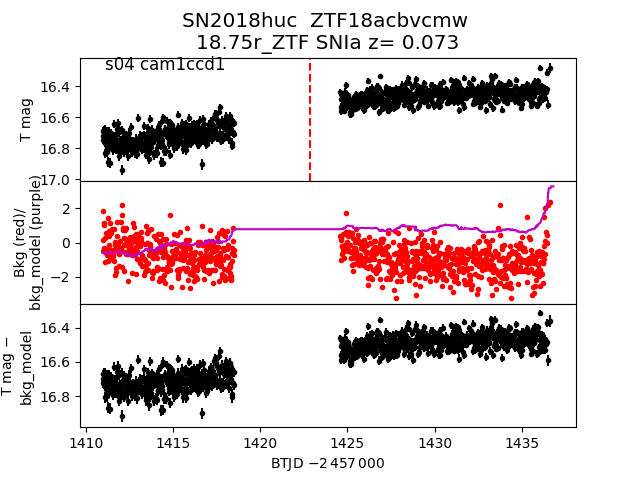 SN2018huc  ZTF18acbvcmw
18.75r_ZTF SNIa z= 0.073
s04 cam1ccd1
T mag
16.4
16.6
16.8
17.0
Bkg (red)/
bkg_model (purple)
2
0
−2
T mag −
bkg_model
16.4
16.6
16.8
1410 1415 1420 1425 1430 1435
BTJD −2 457 000